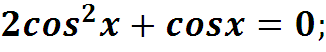 2cos²x + cosx = 0;